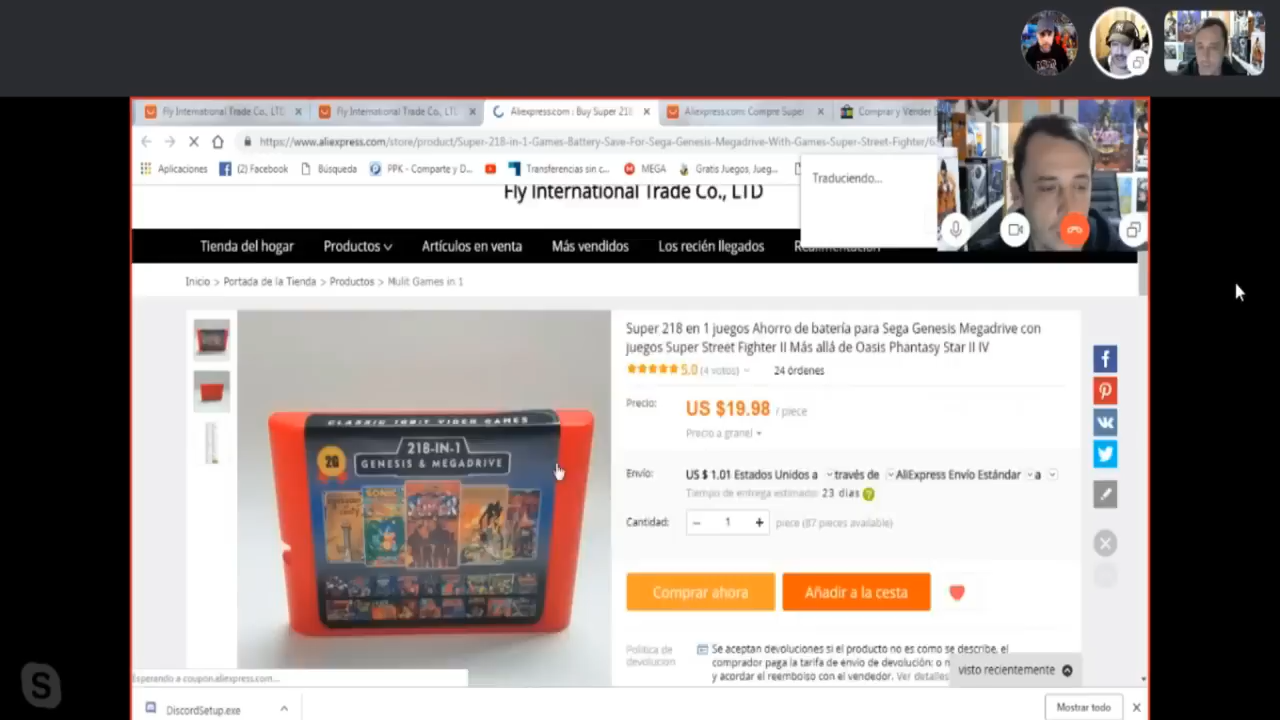 Fly International Trade Co., LTD
Fly International Trade Co., LTD
Aliexpress.com : Buy Super 218
Aliexpress.com: Compre Super
Comprar y Vender
https://www.aliexpress.com/store/product/Super-218-in-1-Games-Battery-Save-For-Sega-Genesis-Megadrive-With-Games-Super-Street-Fighter/6
Aplicaciones
(2) Facebook
Búsqueda
PPK - Comparte y D...
Transferencias sin c...
MEGA
Gratis Juegos, Jueg...
Traduciendo...
Fly International Trade Co., LTD
Tienda del hogar
Productos
Artículos en venta
Más vendidos
Los recién llegados
Realimentación
Inicio > Portada de la Tienda > Productos > Mulit Games in 1
Super 218 en 1 juegos Ahorro de batería para Sega Genesis Megadrive con
juegos Super Street Fighter II Más allá de Oasis Phantasy Star II IV
5.0 (4 votos)
24 órdenes
Precio:
US $19.98 / piece
Precio a granel
CLASSIC 16BIT VIDEO GAMES
218-IN-1
GENESIS & MEGADRIVE
2G
SONIC
Envío:
US $ 1.01 Estados Unidos a través de AliExpress Envío Estándar a
Tiempo de entrega estimado: 23 días
Cantidad:
− 1 +
piece (87 pieces available)
Comprar ahora
Añadir a la cesta
Política de
devolucion
Se aceptan devoluciones si el producto no es como se describe, el
comprador paga la tarifa de envío de devolución; o
y acordar el reembolso con el vendedor. Ver detalles
visto recientemente
Esperando a coupon.aliexpress.com...
DiscordSetup.exe
Mostrar todo